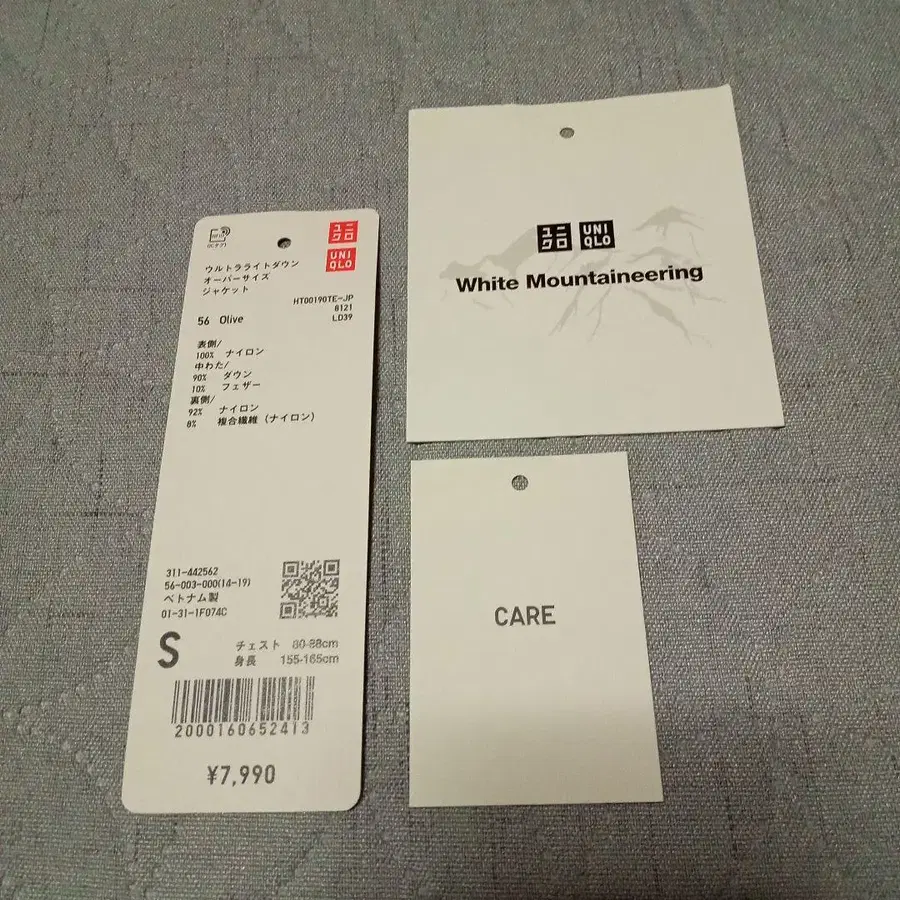 ユニ
クロ
UNI
QLO
ウルトラライトダウン
オーバーサイズ
ジャケット
HT00190TE-JP
8121
56 Olive LD39
表側/
100% ナイロン
中わた/
90% ダウン
10% フェザー
裏側/
92% ナイロン
8% 複合繊維(ナイロン)
311-442562
56-003-000(14-19)
ベトナム製
01-31-1F074C
S
チェスト 80-88cm
身長 155-165cm
2000160652413
¥7,990
ユニ
クロ
UNI
QLO
White Mountaineering
CARE